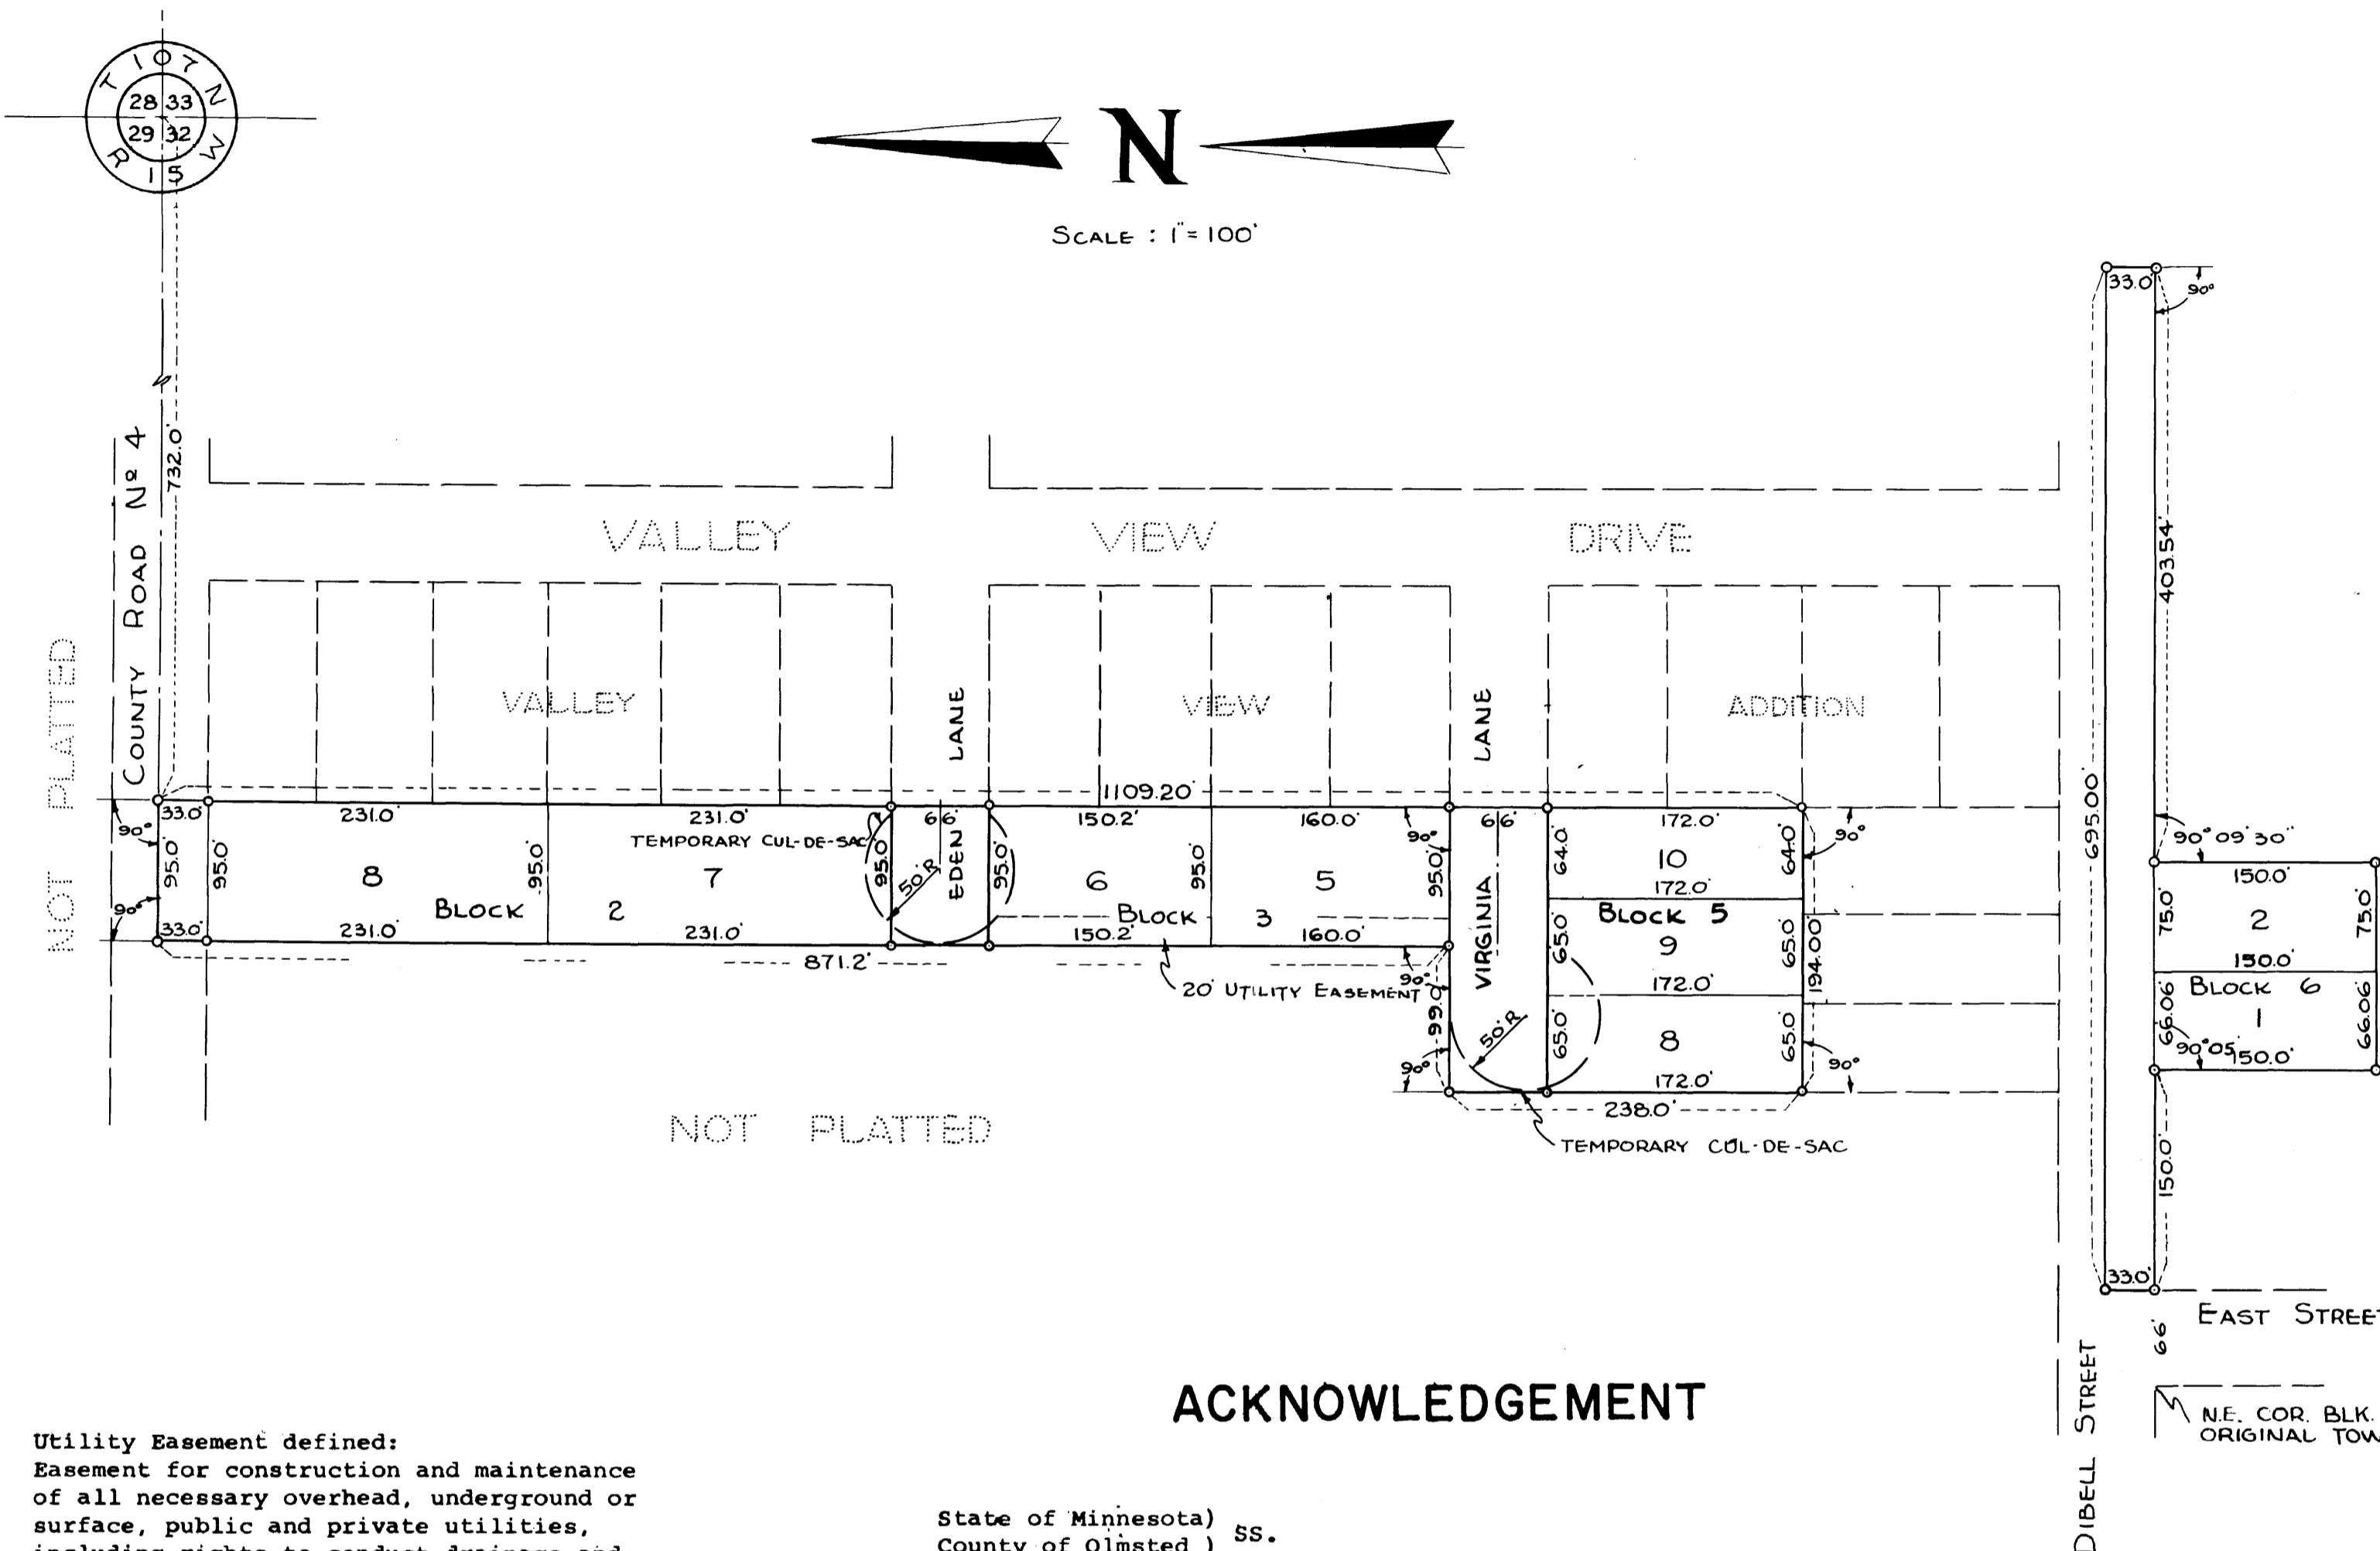 T 107 N
28 33
29 32
R 15 W
N
SCALE : 1" = 100'
33.0'
90°
COUNTY ROAD Nº 4
732.0'
NOT PLATTED
VALLEY VIEW DRIVE
403.54'
695.00'
VALLEY VIEW ADDITION
LANE
LANE
1109.20'
33.0' 231.0' 231.0' 66' 150.2' 160.0' 66' 172.0'
90° 90° 90°
TEMPORARY CUL-DE-SAC
95.0' 95.0' 95.0' 95.0' 95.0' 95.0' 95.0' 64.0' 64.0'
8 7 50' R EDEN 6 5 10
172.0'
90°
BLOCK 2
BLOCK 3
BLOCK 5
33.0' 231.0' 231.0' 150.2' 160.0'
VIRGINIA
65.0' 9 65.0'
194.00'
871.2'
90°
20' UTILITY EASEMENT
172.0'
99.0'
50' R
65.0' 8 65.0'
90° 90°
172.0'
238.0'
TEMPORARY CUL-DE-SAC
NOT PLATTED
90° 09' 30"
150.0'
75.0' 2 75.0'
150.0'
BLOCK 6
66.06' 1 66.06'
90°05' 150.0'
150.0'
33.0'
EAST STREET
66'
DIBELL STREET
N.E. COR. BLK.
ORIGINAL
ACKNOWLEDGEMENT
Utility Easement defined:
Easement for construction and maintenance
of all necessary overhead, underground or
surface, public and private utilities,
including rights to conduct drainage and
State of Minnesota)
County of Olmsted ) SS.